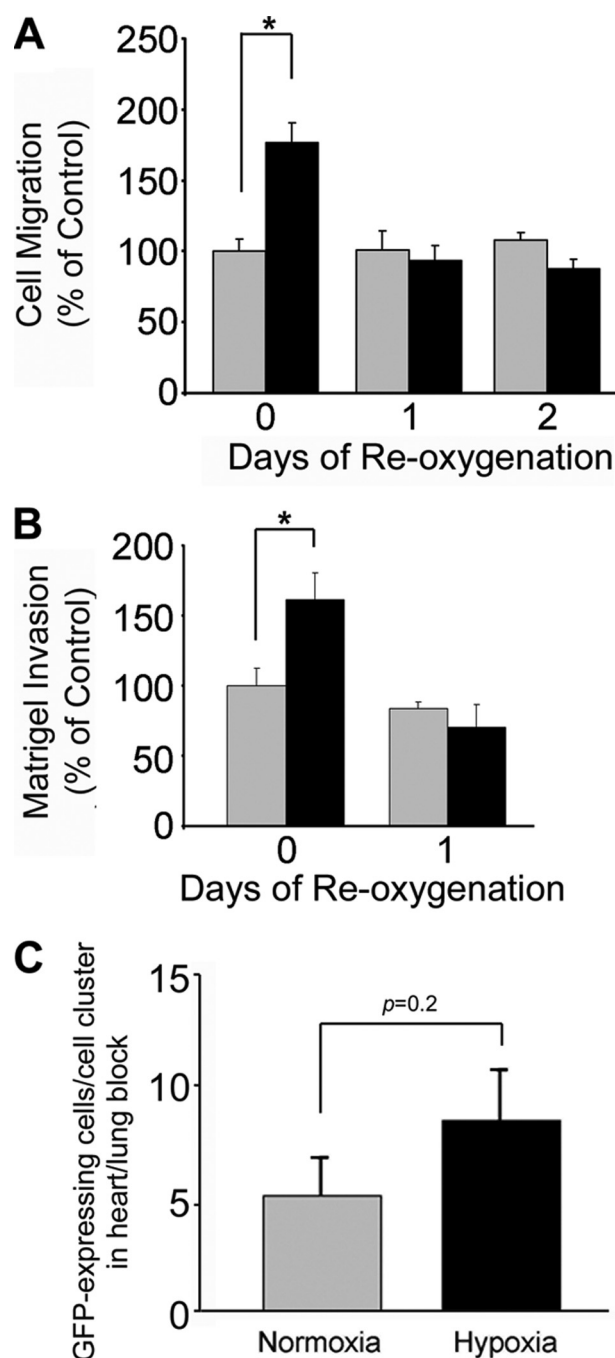 A
*
Cell Migration
(% of Control)
250
200
150
100
50
0
0 1 2
Days of Re-oxygenation
B
*
Matrigel Invasion
(% of Control)
200
150
100
50
0
0 1
Days of Re-oxygenation
C
GFP-expressing cells/cell cluster
in heart/lung block
15
10
5
0
p=0.2
Normoxia Hypoxia